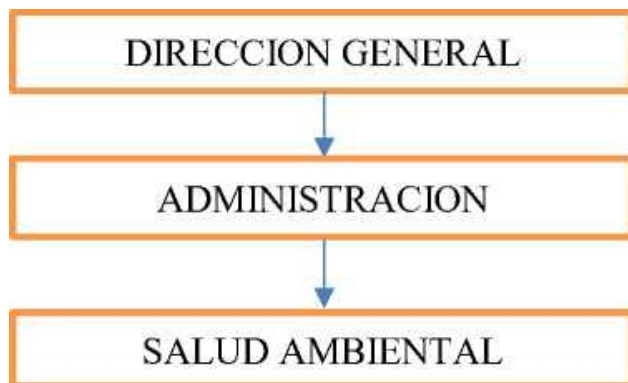 DIRECCION GENERAL
ADMINISTRACION
SALUD AMBIENTAL